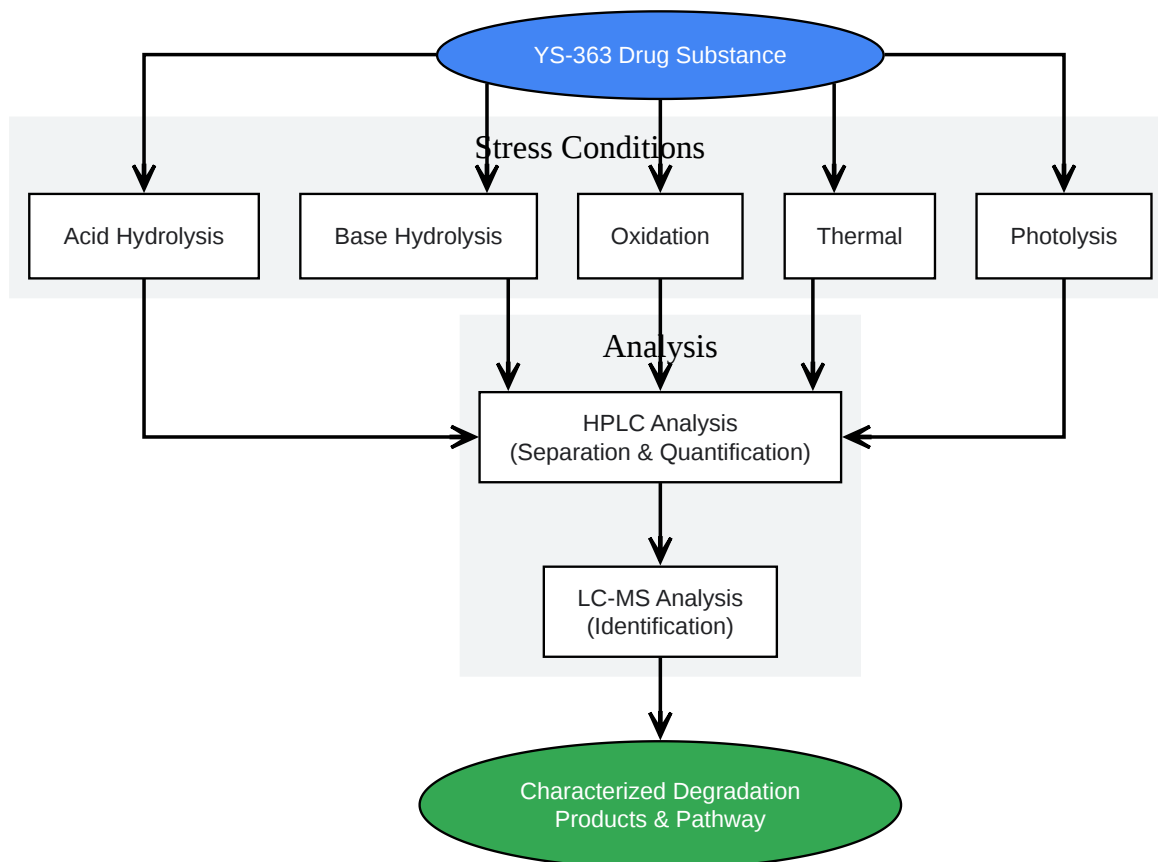 YS-363 Drug Substance
Stress Conditions
Acid Hydrolysis
Base Hydrolysis
Oxidation
Thermal
Photolysis
Analysis
HPLC Analysis
(Separation & Quantification)
LC-MS Analysis
(Identification)
Characterized Degradation
Products & Pathway